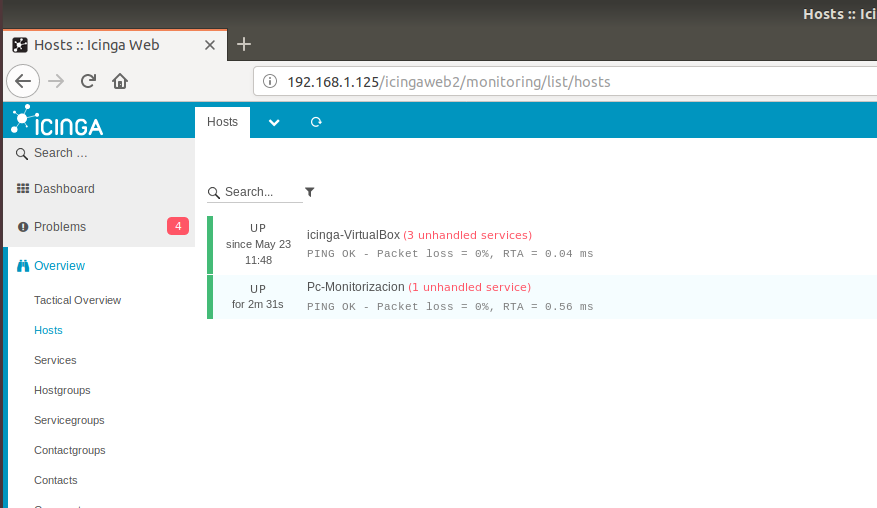 Hosts :: Ici
Hosts :: Icinga Web
192.168.1.125/icingaweb2/monitoring/list/hosts
icinga
Hosts
Search ...
Dashboard
Problems 4
Overview
Tactical Overview
Hosts
Services
Hostgroups
Servicegroups
Contactgroups
Contacts
Search...
UP
since May 23
11:48
icinga-VirtualBox (3 unhandled services)
PING OK - Packet loss = 0%, RTA = 0.04 ms
UP
for 2m 31s
Pc-Monitorizacion (1 unhandled service)
PING OK - Packet loss = 0%, RTA = 0.56 ms